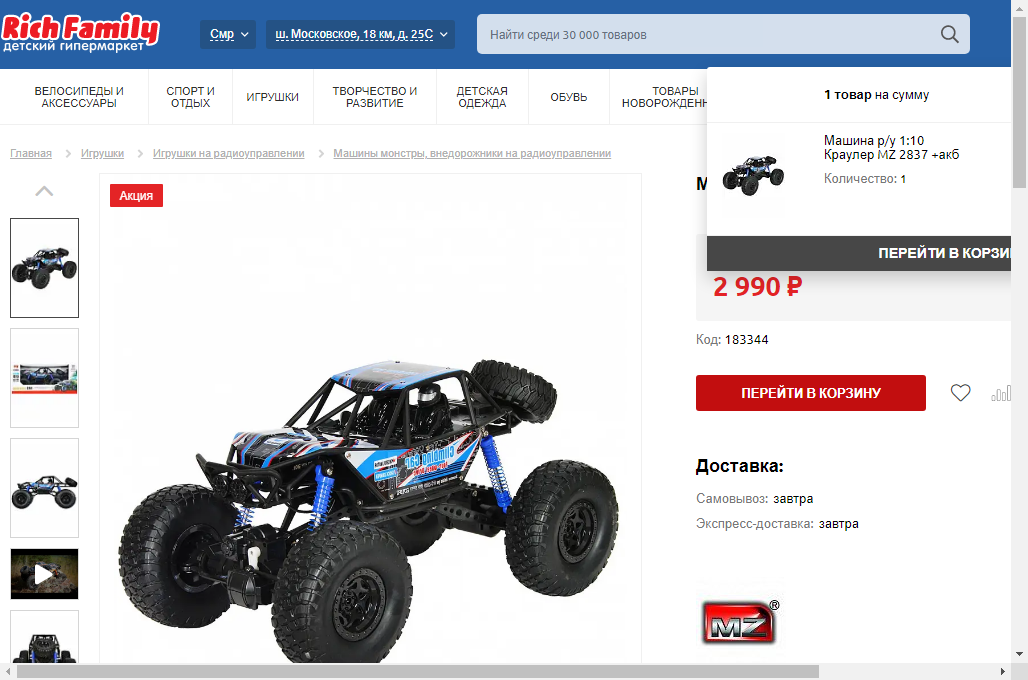 Rich Family
детский гипермаркет
Смр
ш. Московское, 18 км, д. 25С
Найти среди 30 000 товаров
ВЕЛОСИПЕДЫ И
АКСЕССУАРЫ
СПОРТ И
ОТДЫХ
ИГРУШКИ
ТВОРЧЕСТВО И
РАЗВИТИЕ
ДЕТСКАЯ
ОДЕЖДА
ОБУВЬ
ТОВАРЫ
НОВОРОЖДЕНН
1 товар на сумму
Машина р/у 1:10
Краулер MZ 2837 +акб
Количество: 1
ПЕРЕЙТИ В КОРЗИ
Главная
Игрушки
Игрушки на радиоуправлении
Машины монстры, внедорожники на радиоуправлении
Акция
М
2 990 ₽
Код: 183344
ПЕРЕЙТИ В КОРЗИНУ
Доставка:
Самовывоз: завтра
Экспресс-доставка: завтра
MZ®